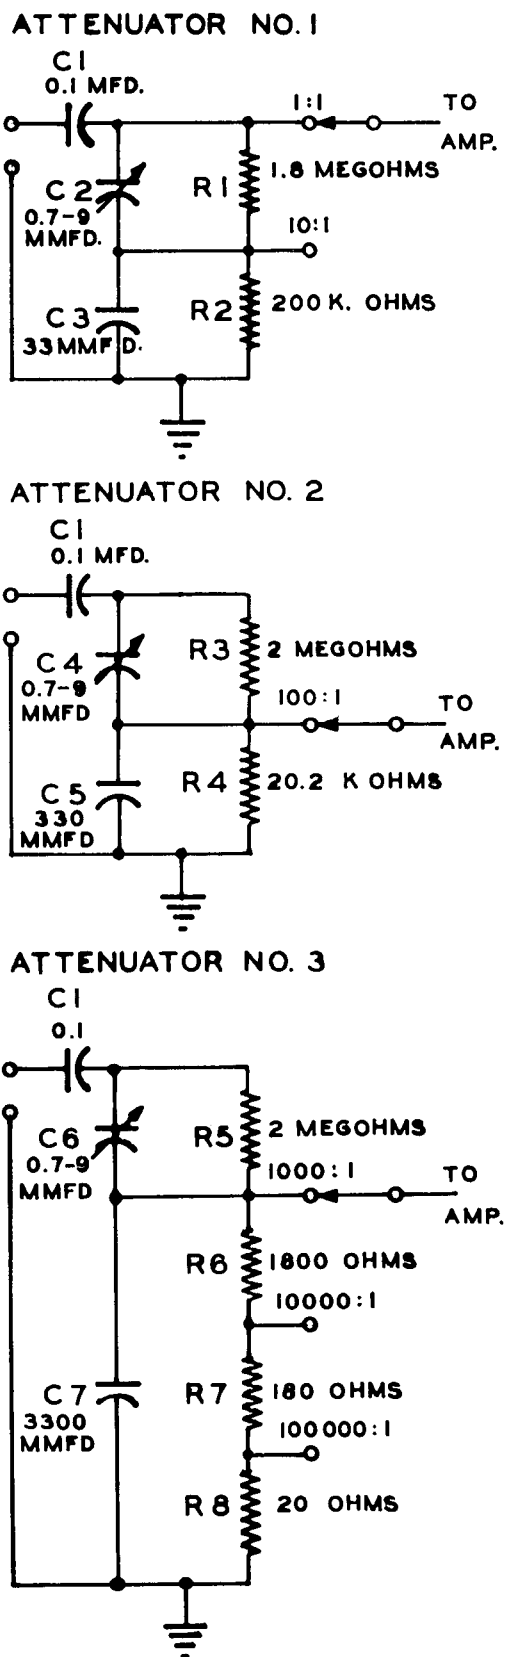 ATTENUATOR NO. 1
C1
0.1 MFD.
1:1
TO
AMP.
C2
0.7-9
MMFD.
R1
1.8 MEGOHMS
10:1
C3
33 MMFD.
R2
200 K. OHMS
ATTENUATOR NO. 2
C1
0.1 MFD.
C4
0.7-9
MMFD
R3
2 MEGOHMS
100:1
TO
AMP.
C5
330
MMFD
R4
20.2 K OHMS
ATTENUATOR NO. 3
C1
0.1
C6
0.7-9
MMFD
R5
2 MEGOHMS
1000:1
TO
AMP.
R6
1800 OHMS
10000:1
C7
3300
MMFD
R7
180 OHMS
100000:1
R8
20 OHMS